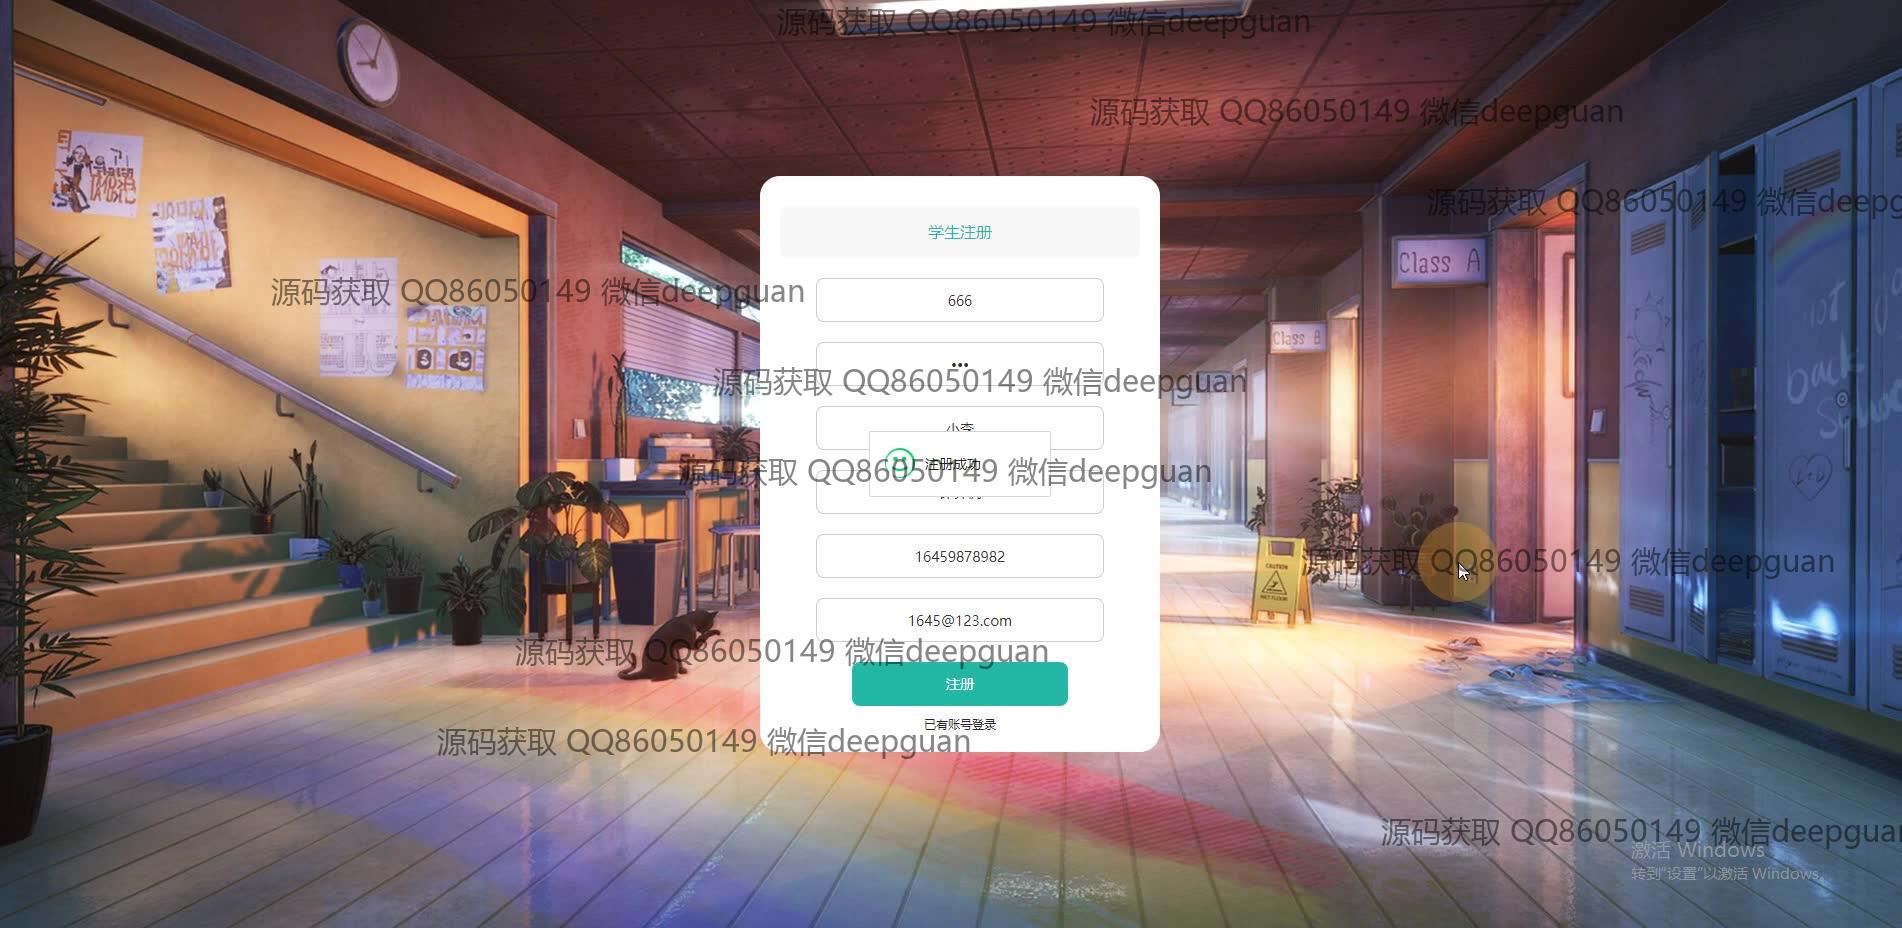 源码获取 QQ86050149 微信deepguan
源码获取 QQ86050149 微信deepguan
源码获取 QQ86050149 微信deepg
学生注册
Class A
源码获取 QQ86050149 微信deepguan
666
Class B
•••
源码获取 QQ86050149 微信deepguan
小李
注册成功
源码获取 QQ86050149 微信deepguan
16459878982
源码获取 QQ86050149 微信deepguan
CAUTION
WET FLOOR
1645@123.com
源码获取 QQ86050149 微信deepguan
注册
已有账号登录
源码获取 QQ86050149 微信deepguan
源码获取 QQ86050149 微信deepguan
激活 Windows
转到"设置"以激活 Windows。